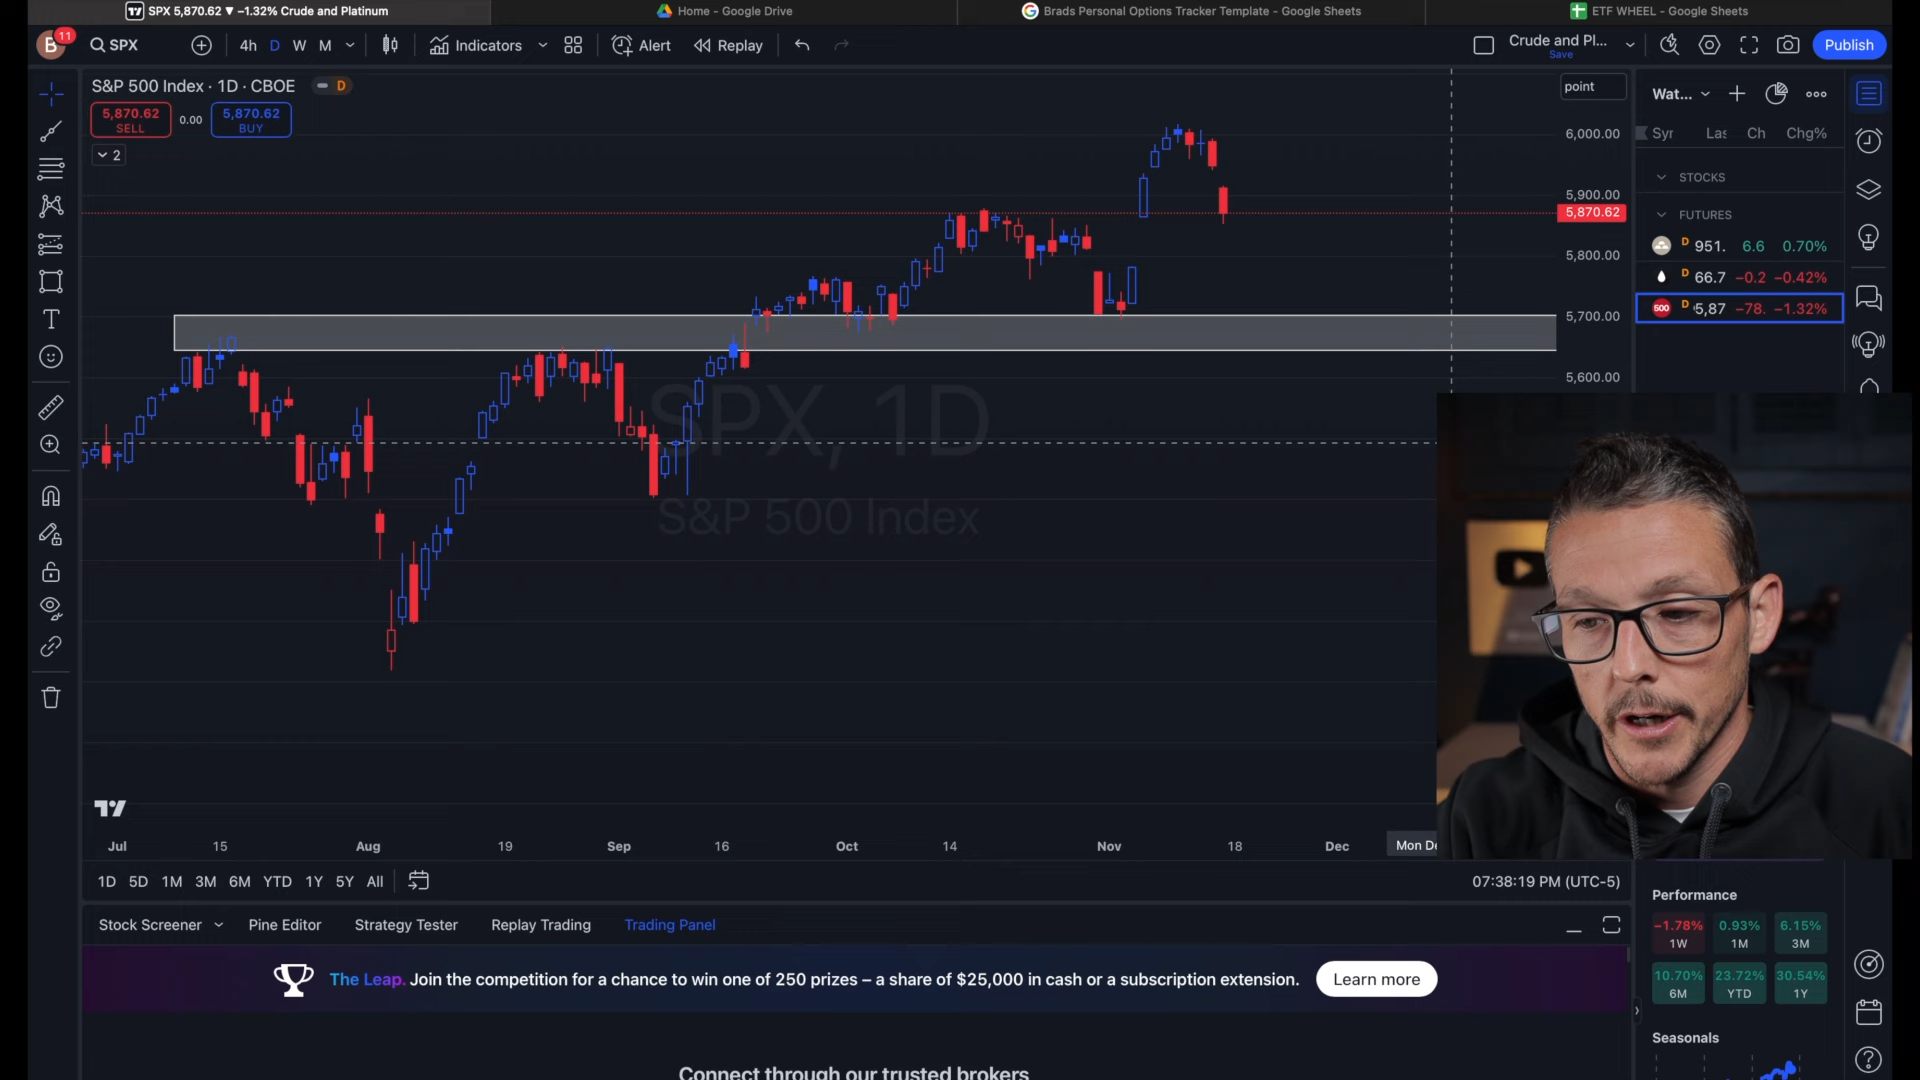 SPX 5,870.62 ▼ −1.32% Crude and Platinum
Home - Google Drive
Brads Personal Options Tracker Template - Google Sheets
ETF WHEEL - Google Sheets
B
11
SPX
4h D W M
Indicators
Alert
Replay
Crude and Pl...
Save
Publish
S&P 500 Index · 1D · CBOE
D
5,870.62
SELL
0.00
5,870.62
BUY
2
point
6,000.00
5,900.00
5,870.62
5,800.00
5,700.00
5,600.00
SPX, 1D
S&P 500 Index
Wat...
Syr Las Ch Chg%
STOCKS
FUTURES
D 951. 6.6 0.70%
D 66.7 −0.2 −0.42%
500 D 5,87 −78. −1.32%
Jul 15 Aug 19 Sep 16 Oct 14 Nov 18 Dec Mon De
1D 5D 1M 3M 6M YTD 1Y 5Y All
07:38:19 PM (UTC-5)
Stock Screener Pine Editor Strategy Tester Replay Trading Trading Panel
The Leap. Join the competition for a chance to win one of 250 prizes – a share of $25,000 in cash or a subscription extension.
Learn more
Connect through our trusted brokers
Performance
−1.78% 0.93% 6.15%
1W 1M 3M
10.70% 23.72% 30.54%
6M YTD 1Y
Seasonals